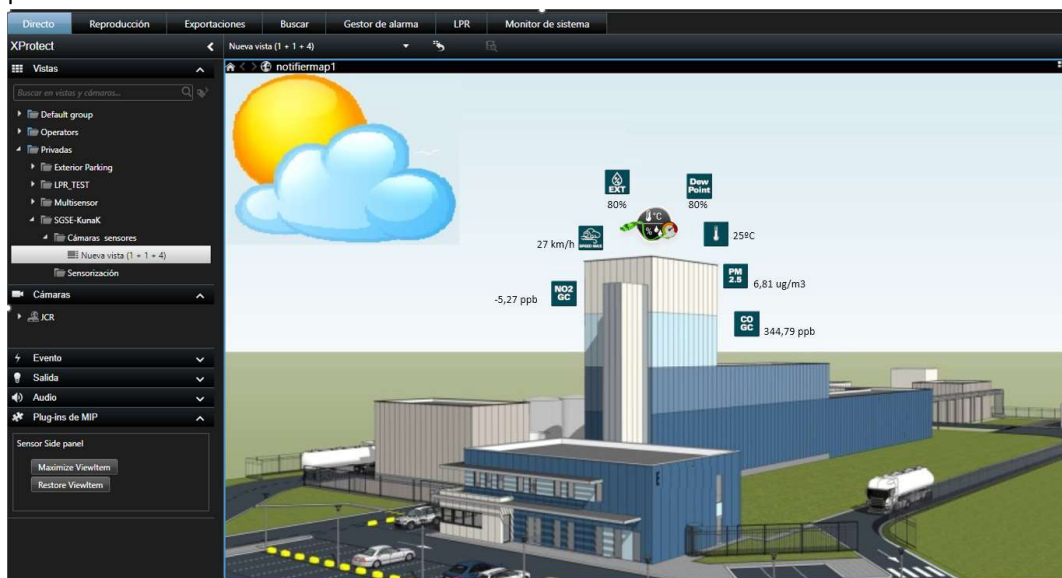 Directo Reproducción Exportaciones Buscar Gestor de alarma LPR Monitor de sistema
XProtect
Nueva vista (1 + 1 + 4)
Vistas
notifiermap1
Buscar en vistas y cámaras...
Default group
Operators
Privadas
Exterior Parking
LPR_TEST
Multisensor
SGSE-KunaK
Cámaras sensores
Nueva vista (1 + 1 + 4)
Sensorización
Cámaras
JCR
Evento
Salida
Audio
Plug-ins de MIP
Sensor Side panel
Maximize ViewItem
Restore ViewItem
EXT
80%
Dew Point
80%
°C
%
27 km/h
SPEED MAX
25ºC
NO2 GC
-5,27 ppb
PM 2.5
6,81 ug/m3
CO GC
344,79 ppb